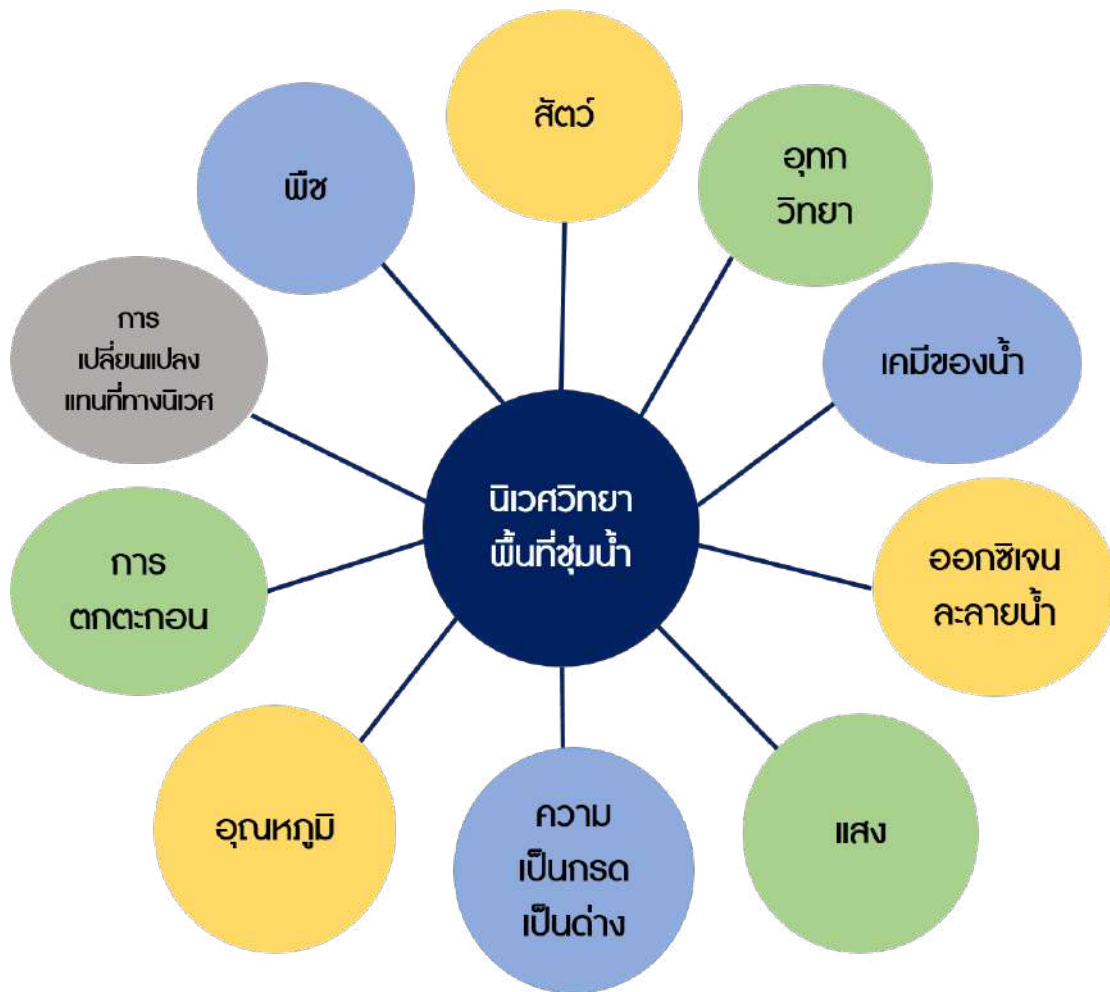 สัตว์
อุทก
วิทยา
พืช
การ
เปลี่ยนแปลง
แทนที่ทางนิเวศ
เคมีของน้ำ
นิเวศวิทยา
พื้นที่ชุ่มน้ำ
การ
ตกตะกอน
ออกซิเจน
ละลายน้ำ
อุณหภูมิ
ความ
เป็นกรด
เป็นด่าง
แสง